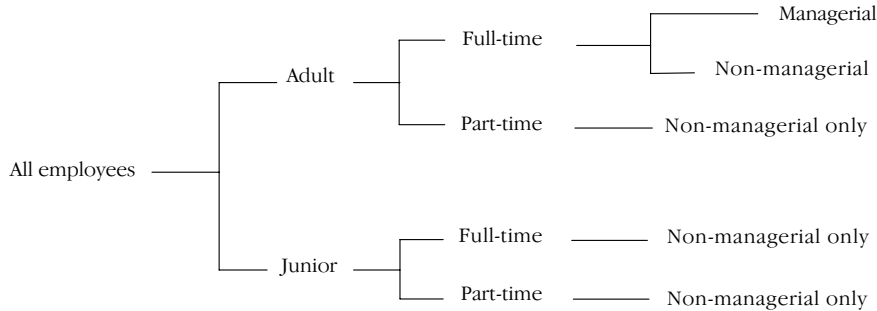 Managerial
Full-time
Adult
Non-managerial
Part-time
Non-managerial only
All employees
Full-time
Non-managerial only
Junior
Part-time
Non-managerial only